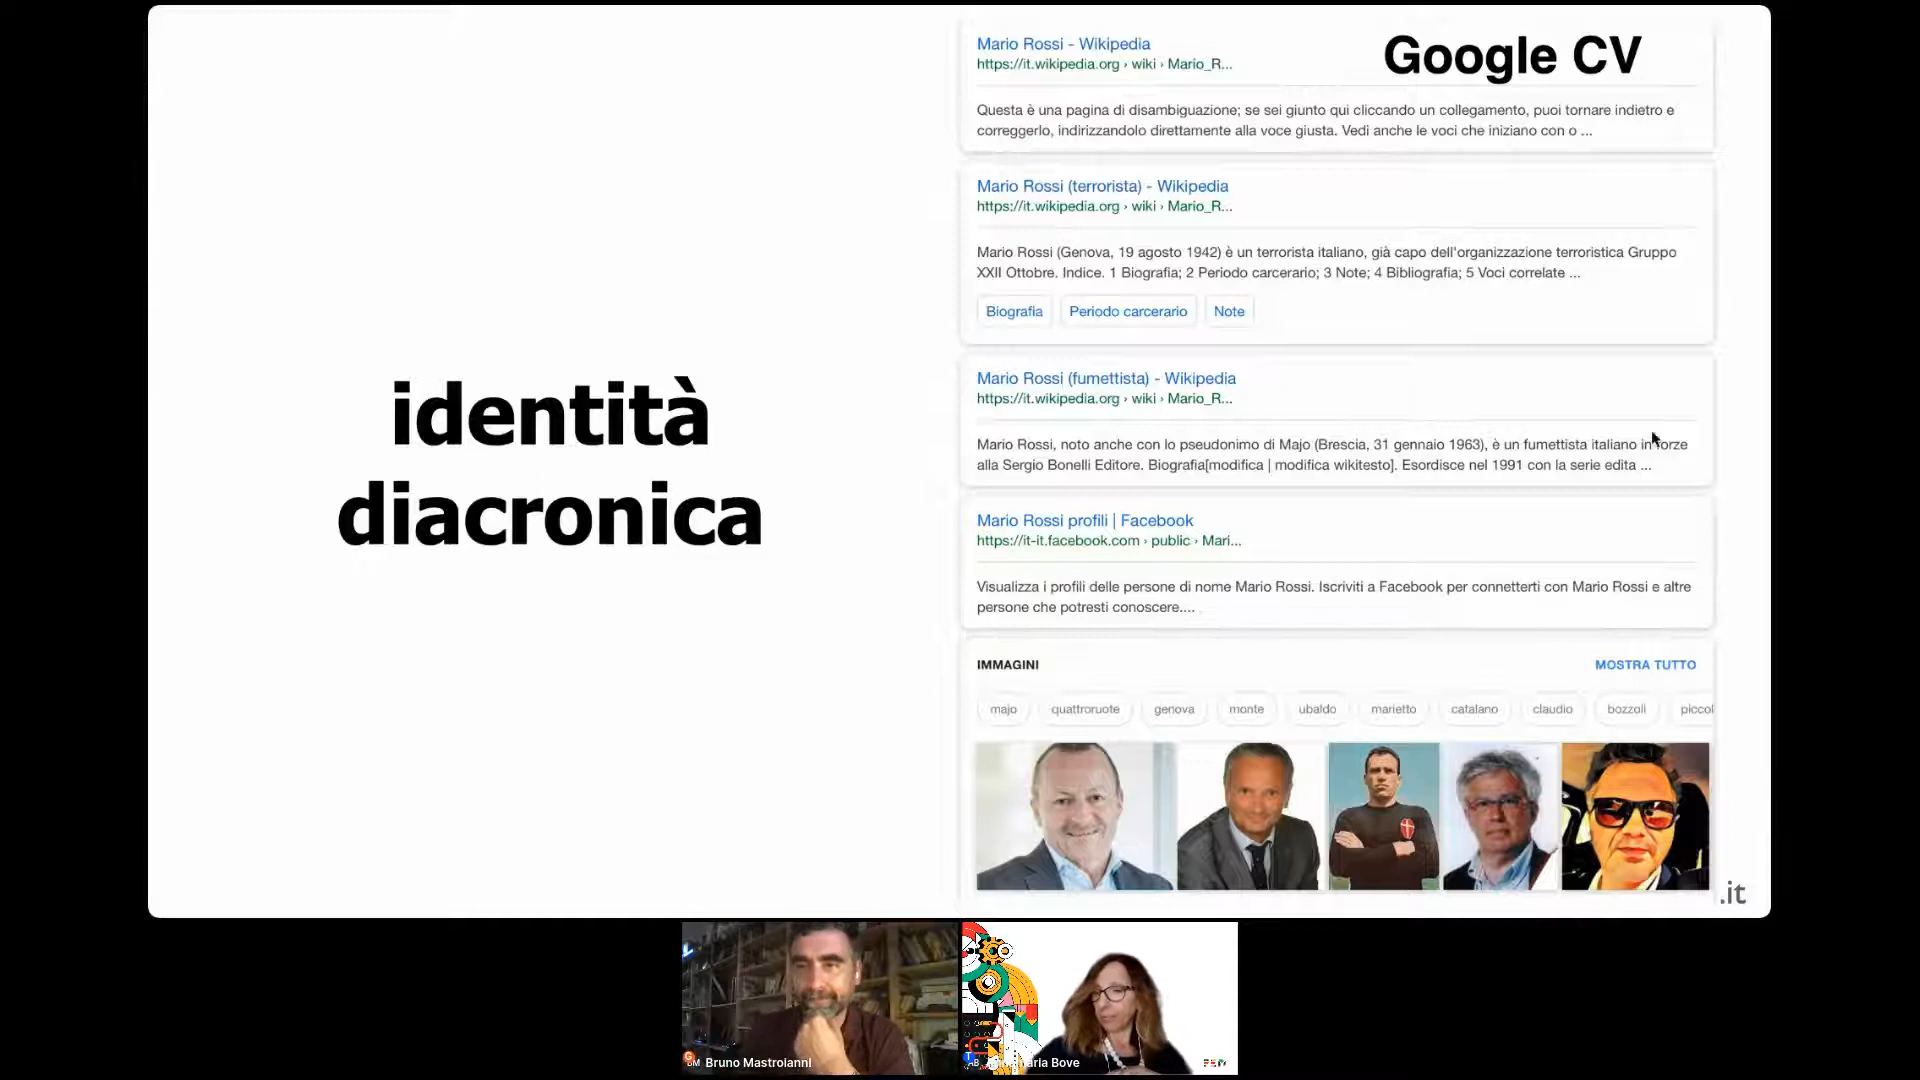 identità
diacronica
Google CV
Mario Rossi - Wikipedia
https://it.wikipedia.org › wiki › Mario_R...
Questa è una pagina di disambiguazione; se sei giunto qui cliccando un collegamento, puoi tornare indietro e
correggerlo, indirizzandolo direttamente alla voce giusta. Vedi anche le voci che iniziano con o ...
Mario Rossi (terrorista) - Wikipedia
https://it.wikipedia.org › wiki › Mario_R...
Mario Rossi (Genova, 19 agosto 1942) è un terrorista italiano, già capo dell'organizzazione terroristica Gruppo
XXII Ottobre. Indice. 1 Biografia; 2 Periodo carcerario; 3 Note; 4 Bibliografia; 5 Voci correlate ...
Biografia Periodo carcerario Note
Mario Rossi (fumettista) - Wikipedia
https://it.wikipedia.org › wiki › Mario_R...
Mario Rossi, noto anche con lo pseudonimo di Majo (Brescia, 31 gennaio 1963), è un fumettista italiano in forze
alla Sergio Bonelli Editore. Biografia[modifica | modifica wikitesto]. Esordisce nel 1991 con la serie edita ...
Mario Rossi profili | Facebook
https://it-it.facebook.com › public › Mari...
Visualizza i profili delle persone di nome Mario Rossi. Iscriviti a Facebook per connetterti con Mario Rossi e altre
persone che potresti conoscere....
IMMAGINI MOSTRA TUTTO
majo quattroruote genova monte ubaldo marietto catalano claudio bozzoli piccol
.it
BM Bruno Mastroianni
AB aria Bove